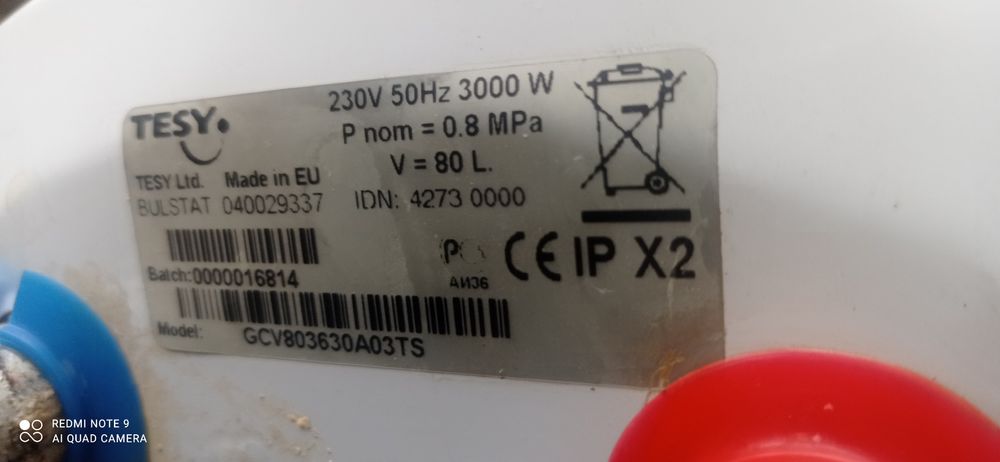 TESY
230V 50Hz 3000 W
P nom = 0.8 MPa
V = 80 L.
TESY Ltd. Made in EU
BULSTAT 040029337 IDN: 4273 0000
CE IP X2
АИ36
Batch:0000016814
Model: GCV803630A03TS
REDMI NOTE 9
AI QUAD CAMERA